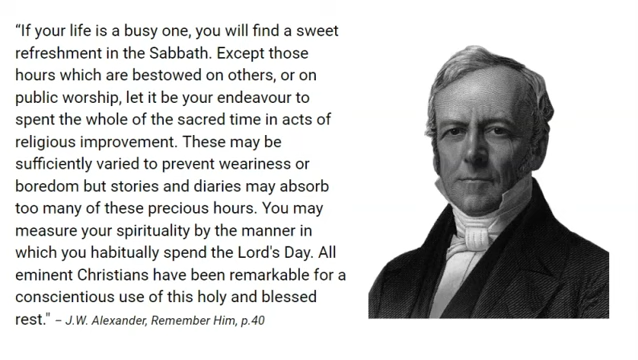 “If your life is a busy one, you will find a sweet
refreshment in the Sabbath. Except those
hours which are bestowed on others, or on
public worship, let it be your endeavour to
spent the whole of the sacred time in acts of
religious improvement. These may be
sufficiently varied to prevent weariness or
boredom but stories and diaries may absorb
too many of these precious hours. You may
measure your spirituality by the manner in
which you habitually spend the Lord's Day. All
eminent Christians have been remarkable for a
conscientious use of this holy and blessed
rest." – J.W. Alexander, Remember Him, p.40